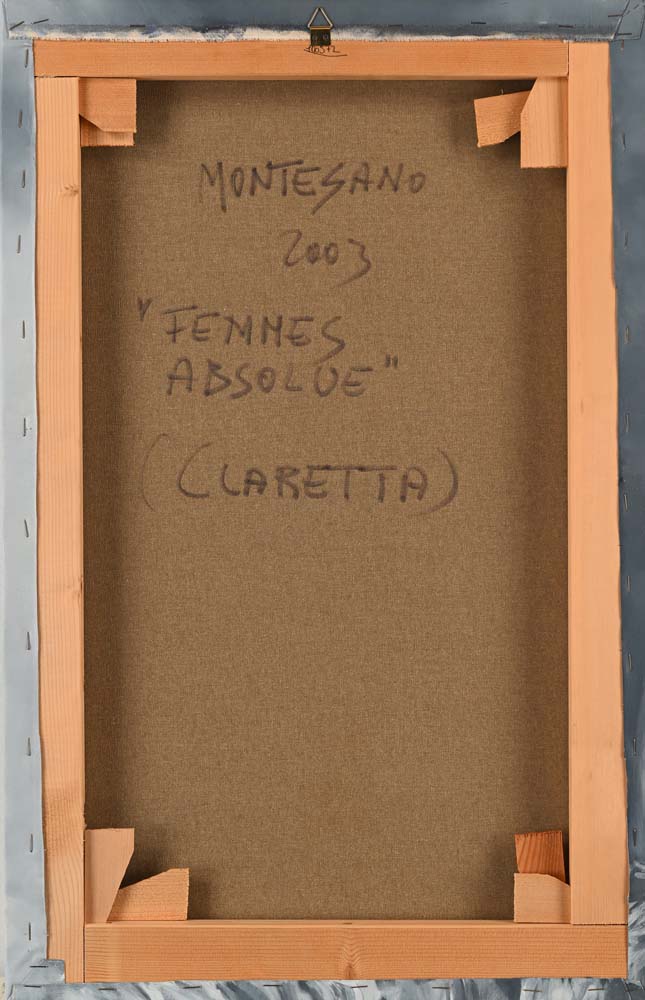 MONTESANO
2003
"FEMMES
ABSOLUE"
(CLARETTA)